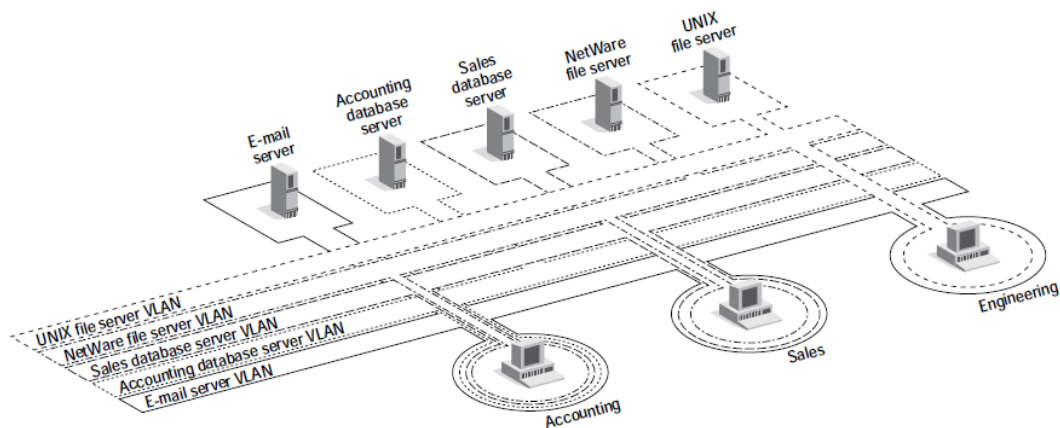 UNIX
file server
NetWare
file server
Sales
database
server
Accounting
database
server
E-mail
server
UNIX file server VLAN
NetWare file server VLAN
Sales database server VLAN
Accounting database server VLAN
E-mail server VLAN
Engineering
Sales
Accounting